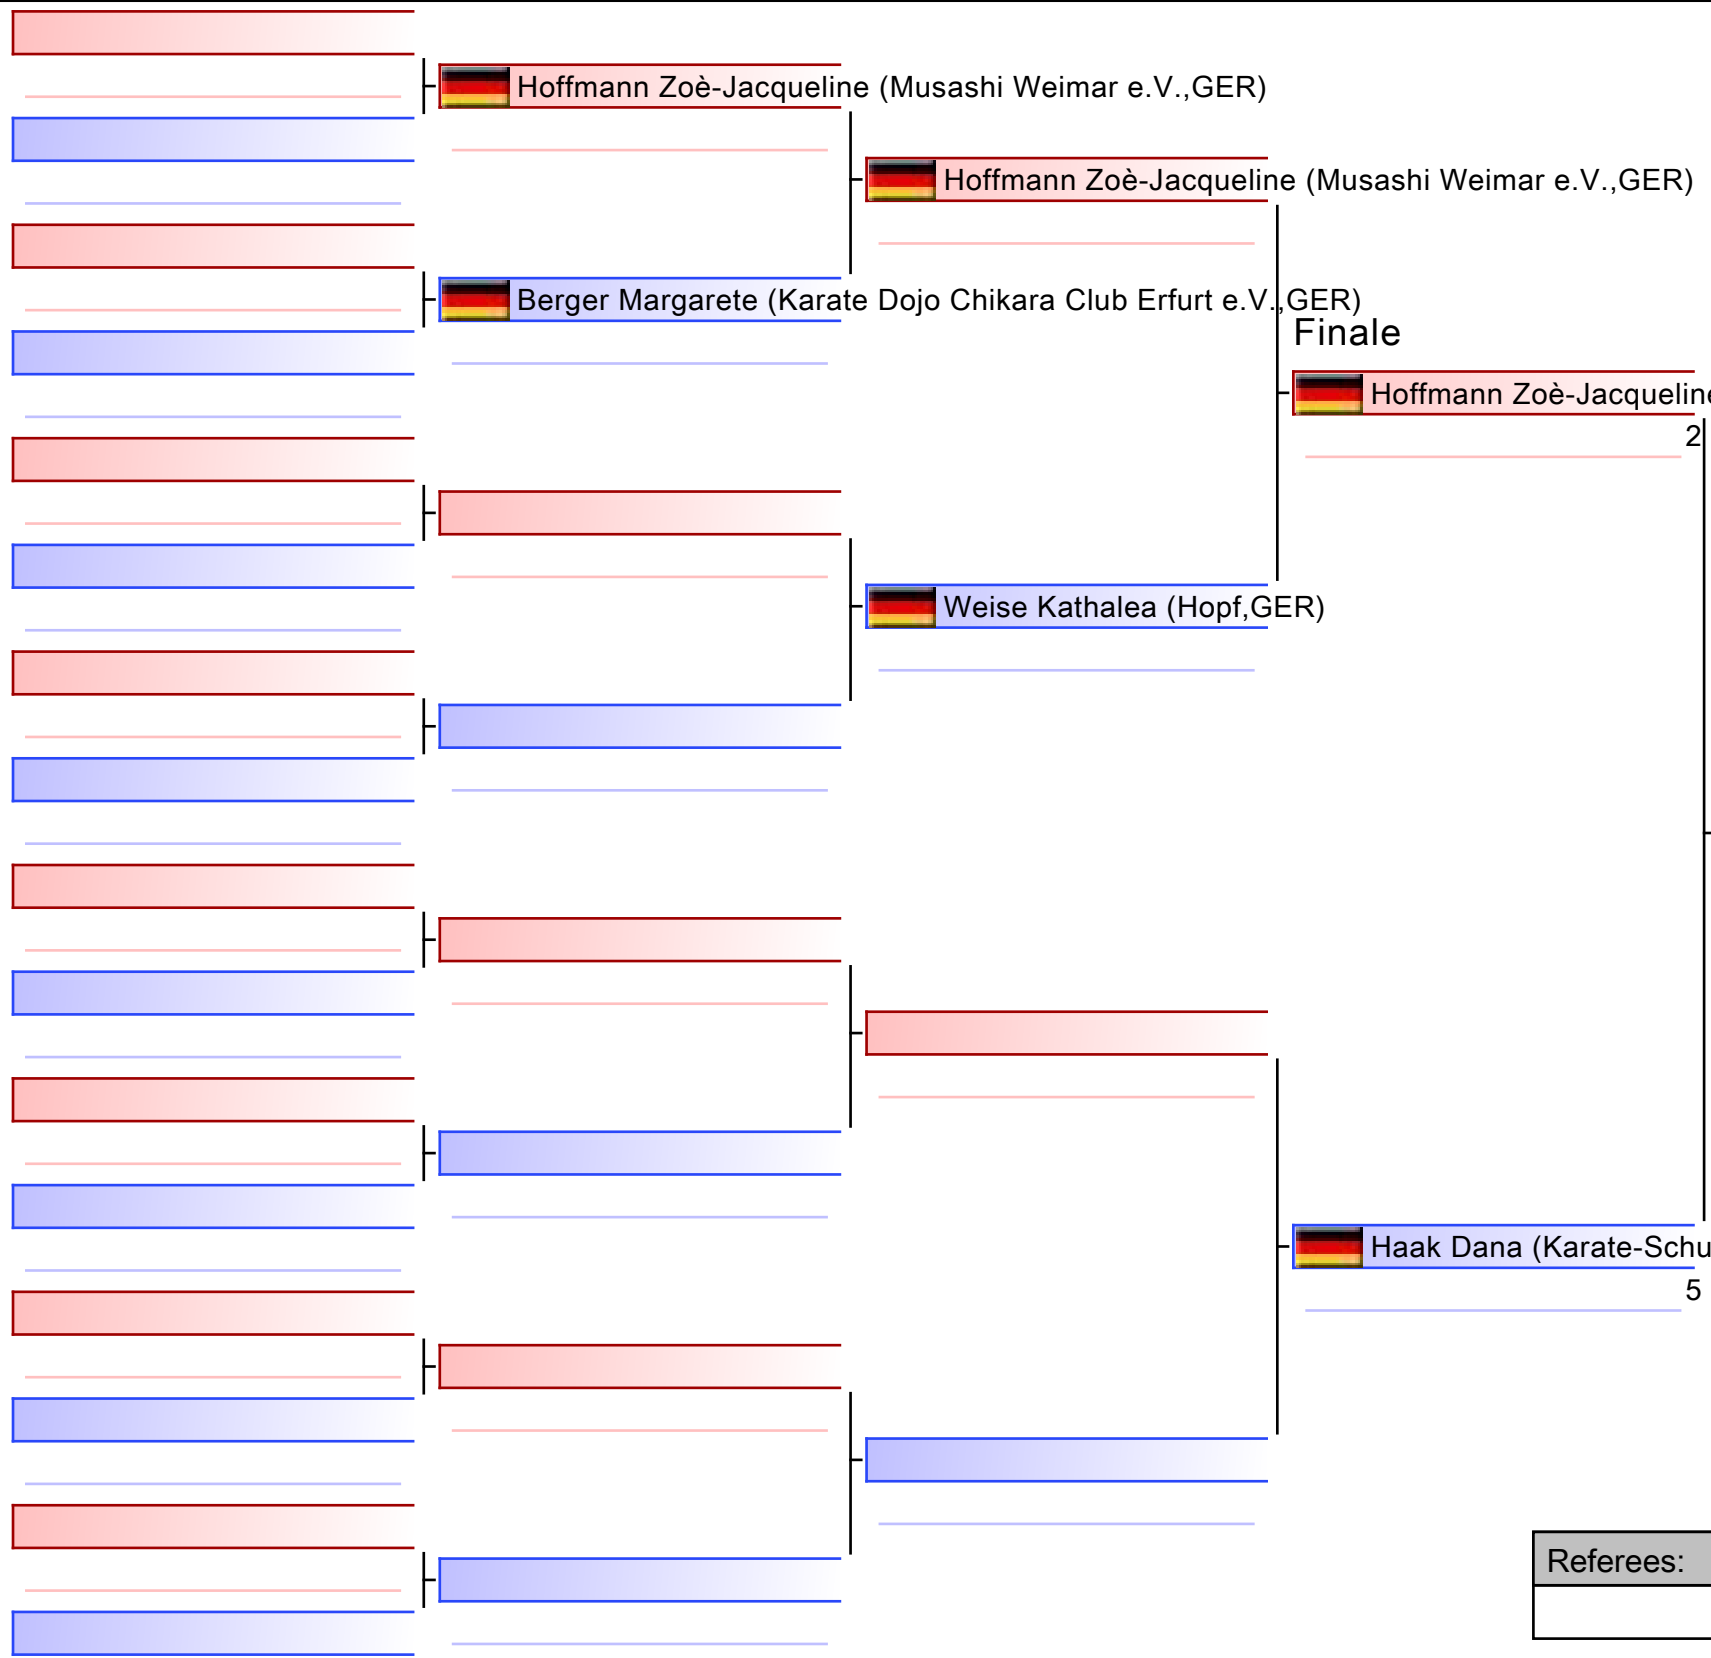 Hoffmann Zoè-Jacqueline (Musashi Weimar e.V.,GER)
Hoffmann Zoè-Jacqueline (Musashi Weimar e.V.,GER)
Berger Margarete (Karate Dojo Chikara Club Erfurt e.V.,GER)
Finale
Hoffmann Zoè-Jacqueline
2
Weise Kathalea (Hopf,GER)
Haak Dana (Karate-Schu
5
Referees: